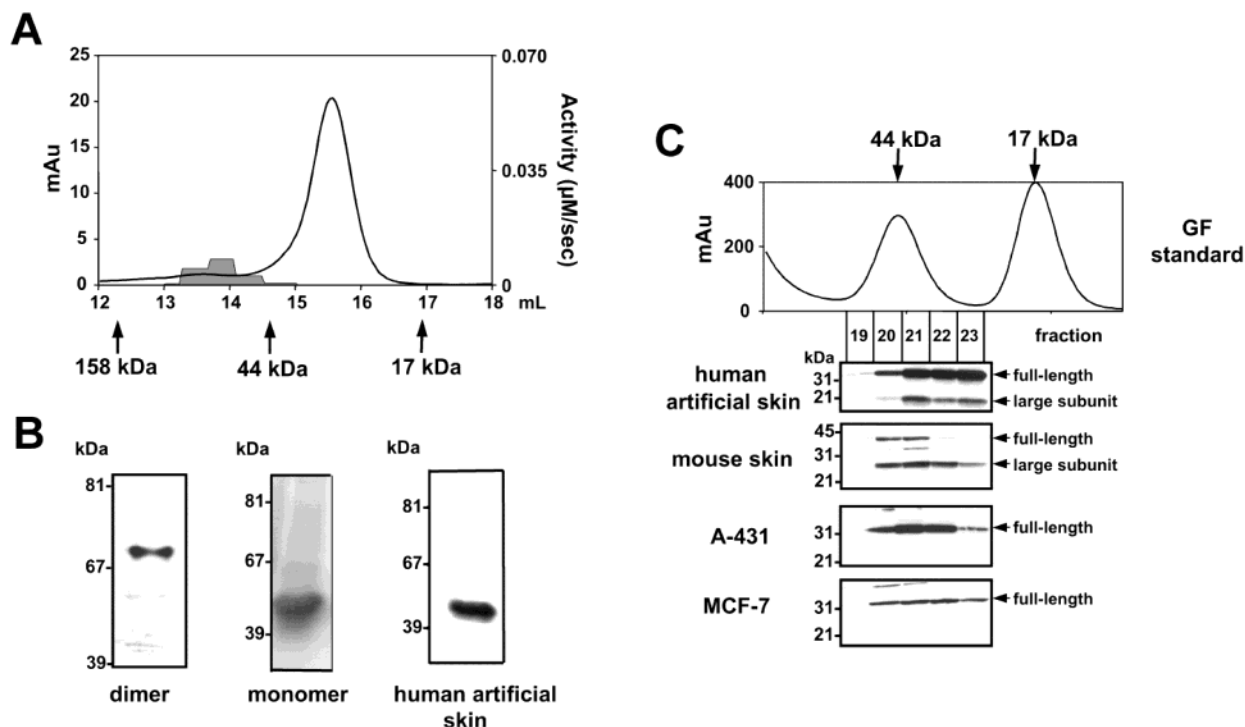 A
mAu
25
20
15
10
5
0
0.070
0.035
0
Activity (µM/sec)
12 13 14 15 16 17 18 mL
158 kDa 44 kDa 17 kDa
B
kDa
81
67
39
dimer
kDa
81
67
39
monomer
kDa
81
67
39
human artificial
skin
C
44 kDa 17 kDa
mAu
400
200
0
GF
standard
19 20 21 22 23 fraction
kDa
human
artificial skin
31
21
full-length
large subunit
mouse skin
45
31
21
full-length
large subunit
A-431
31
21
full-length
MCF-7
31
21
full-length